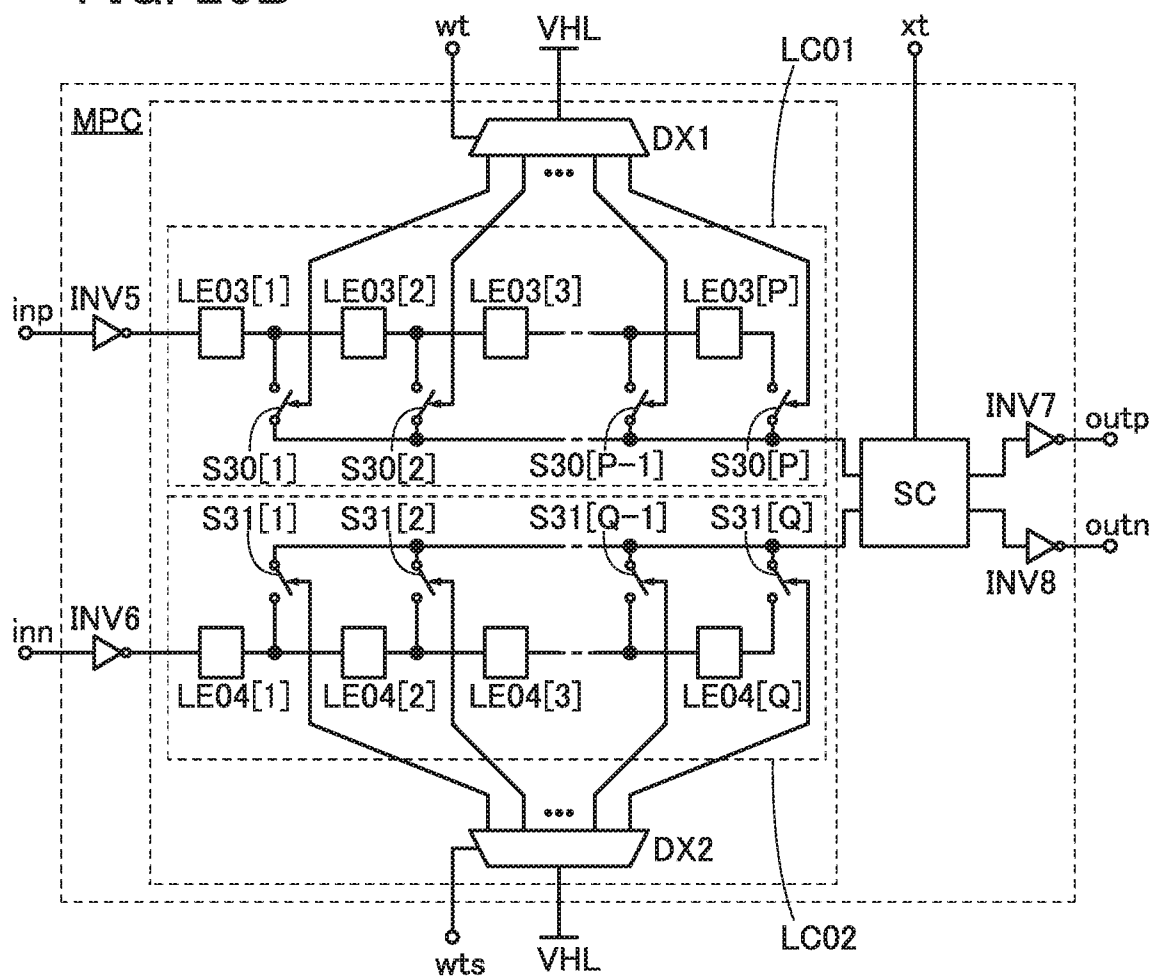 wt
VHL
xt
LC01
MPC
DX1
LE03[1]
LE03[2]
LE03[3]
LE03[P]
inp
INV5
S30[1]
S30[2]
S30[P-1]
S30[P]
INV7
outp
SC
S31[1]
S31[2]
S31[Q-1]
S31[Q]
outn
INV8
inn
INV6
LE04[1]
LE04[2]
LE04[3]
LE04[Q]
DX2
wts
VHL
LC02